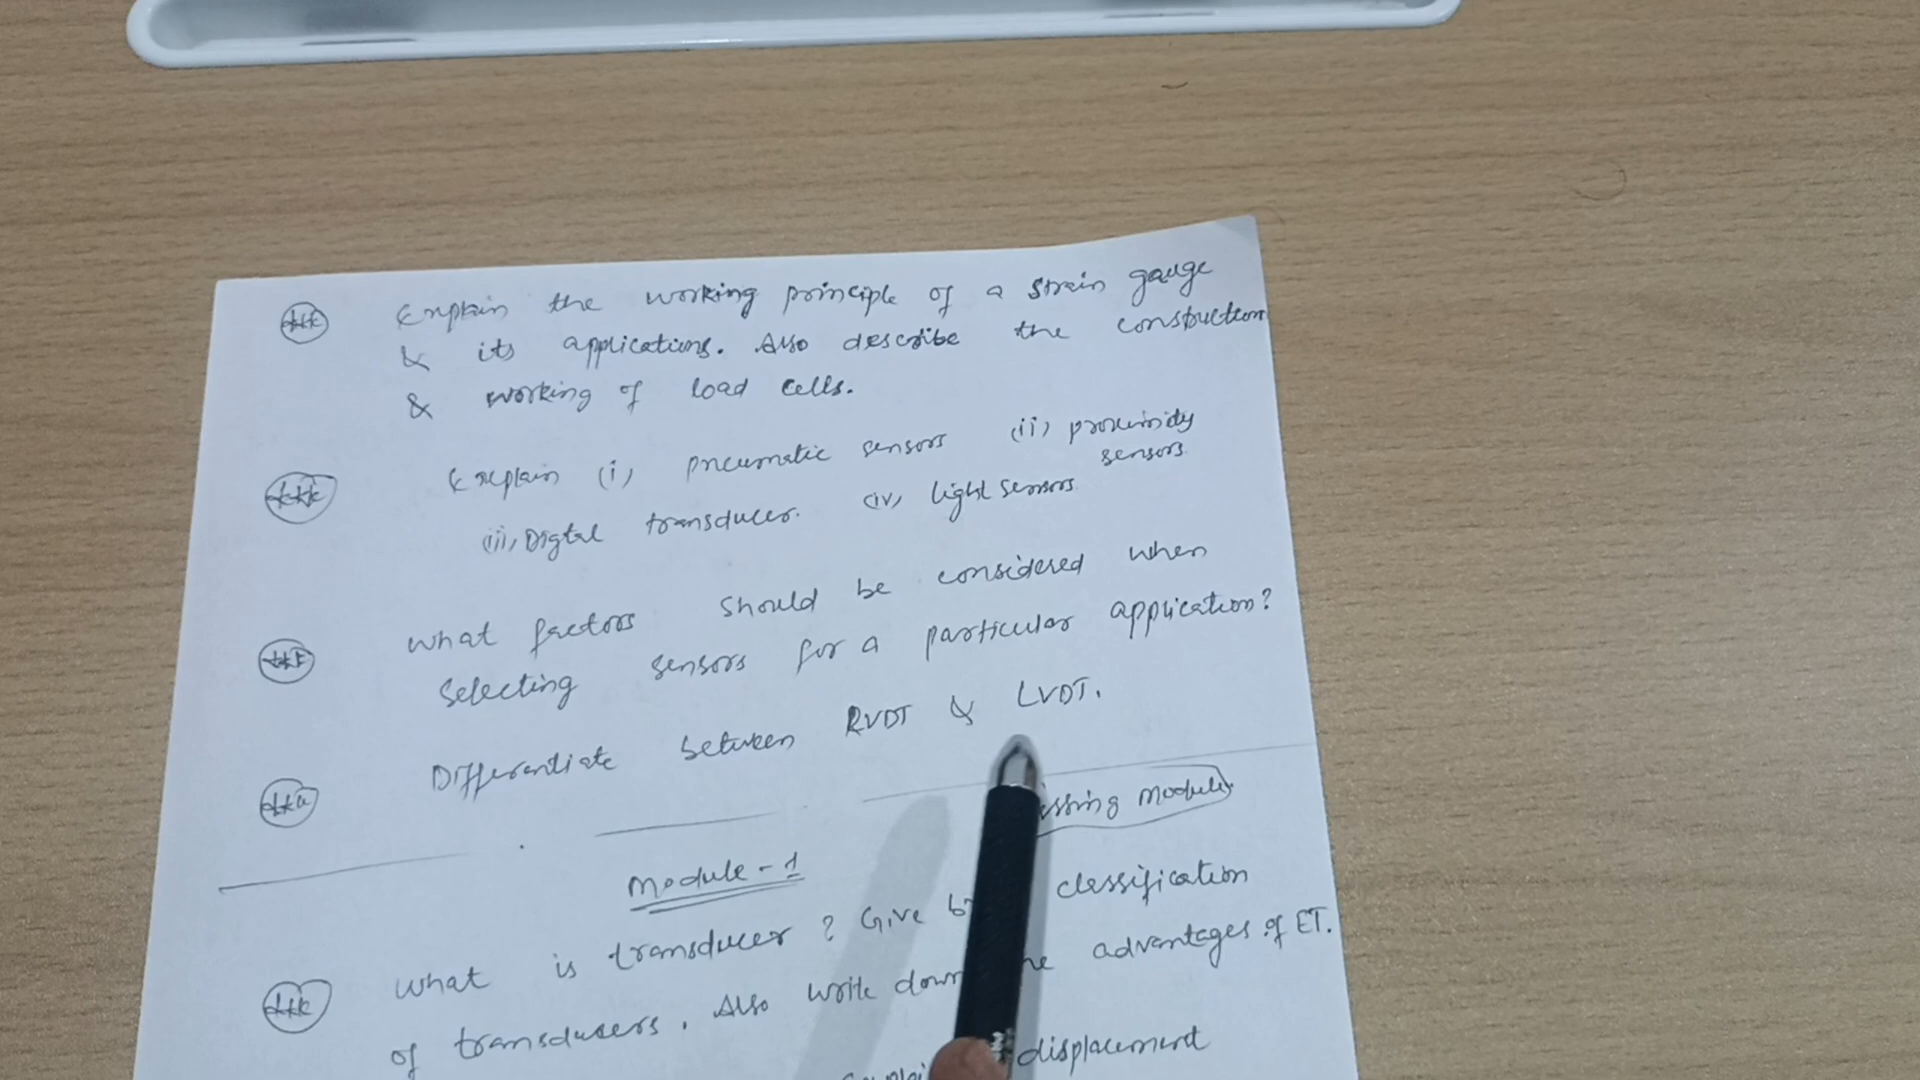 *** Explain the working principle of a strain gauge
& its applications. Also describe the constuction
& working of load cells.
*** Explain (i) pneumatic sensors (ii) proximity
sensors.
(iii) Digtal transducer. (iv) light sensors.
*** What factors should be considered when
selecting sensors for a particular application?
*** Differentiate between RVDT & LVDT.
module
Module-1
*** What is transducer? Give classification
of transducers. Also write down advantages of ET.
displacement